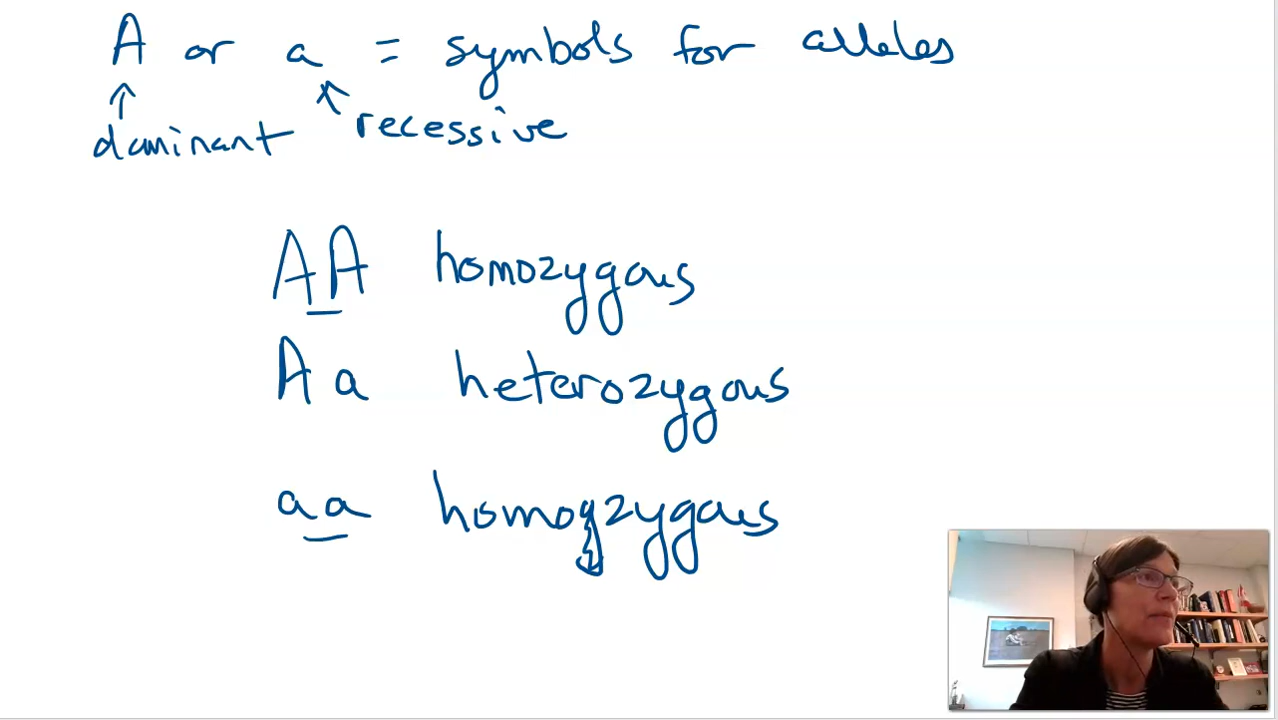 A or a = symbols for alleles
↑ ↑
dominant recessive
AA homozygous
Aa heterozygous
aa homozygous